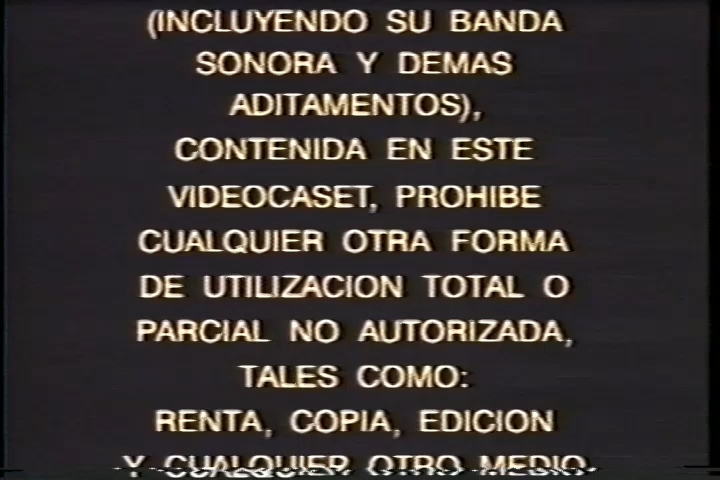 (INCLUYENDO SU BANDA
SONORA Y DEMAS
ADITAMENTOS),
CONTENIDA EN ESTE
VIDEOCASET, PROHIBE
CUALQUIER OTRA FORMA
DE UTILIZACION TOTAL O
PARCIAL NO AUTORIZADA,
TALES COMO:
RENTA, COPIA, EDICION
Y CUALQUIER OTRO MEDIO.